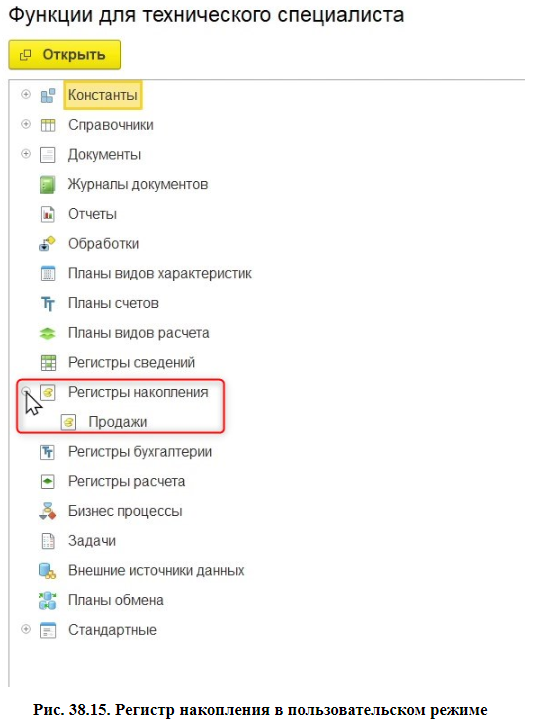 Функции для технического специалиста
Открыть
Константы
Справочники
Документы
Журналы документов
Отчеты
Обработки
Планы видов характеристик
Планы счетов
Планы видов расчета
Регистры сведений
Регистры накопления
Продажи
Регистры бухгалтерии
Регистры расчета
Бизнес процессы
Задачи
Внешние источники данных
Планы обмена
Стандартные
Рис. 38.15. Регистр накопления в пользовательском режиме